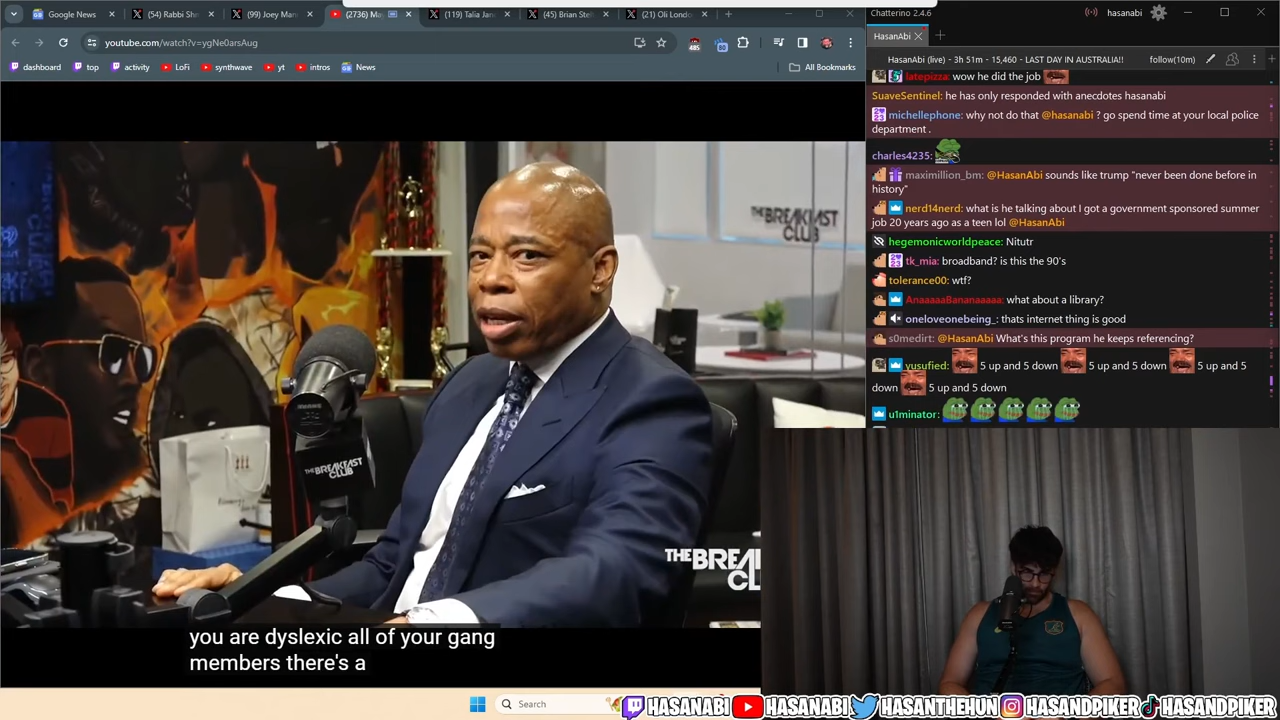 Google News
(54) Rabbi Sh
(99) Joey Man
(2736) Ma
(119) Talia Jan
(45) Brian Stel
(21) Oli Londo
youtube.com/watch?v=ygNe0arsAug
485
60
dashboard
top
activity
LoFi
synthwave
yt
intros
News
All Bookmarks
THE BREAKFAST
CLUB
THE BREAKFAST
CLUB
THE BREA
CL
you are dyslexic all of your gang
members there's a
Chatterino 2.4.6
hasanabi
HasanAbi
HasanAbi (live) - 3h 51m - 15,460 - LAST DAY IN AUSTRALIA!!
follow(10m)
latepizza: wow he did the job
SuaveSentinel: he has only responded with anecdotes hasanabi
michellephone: why not do that @hasanabi ? go spend time at your local police
department .
charles4235:
maximillion_bm: @HasanAbi sounds like trump "never been done before in
history"
nerd14nerd: what is he talking about I got a government sponsored summer
job 20 years ago as a teen lol @HasanAbi
hegemonicworldpeace: Nitutr
tk_mia: broadband? is this the 90's
tolerance00: wtf?
AnaaaaaBananaaaaa: what about a library?
oneloveonebeing_: thats internet thing is good
s0medirt: @HasanAbi What's this program he keeps referencing?
yusufied: 5 up and 5 down 5 up and 5 down 5 up and 5
down 5 up and 5 down
u1minator:
Search
HASANABI
HASANABI
HASANTHEHUN
HASANDPIKER
HASANDPIKER